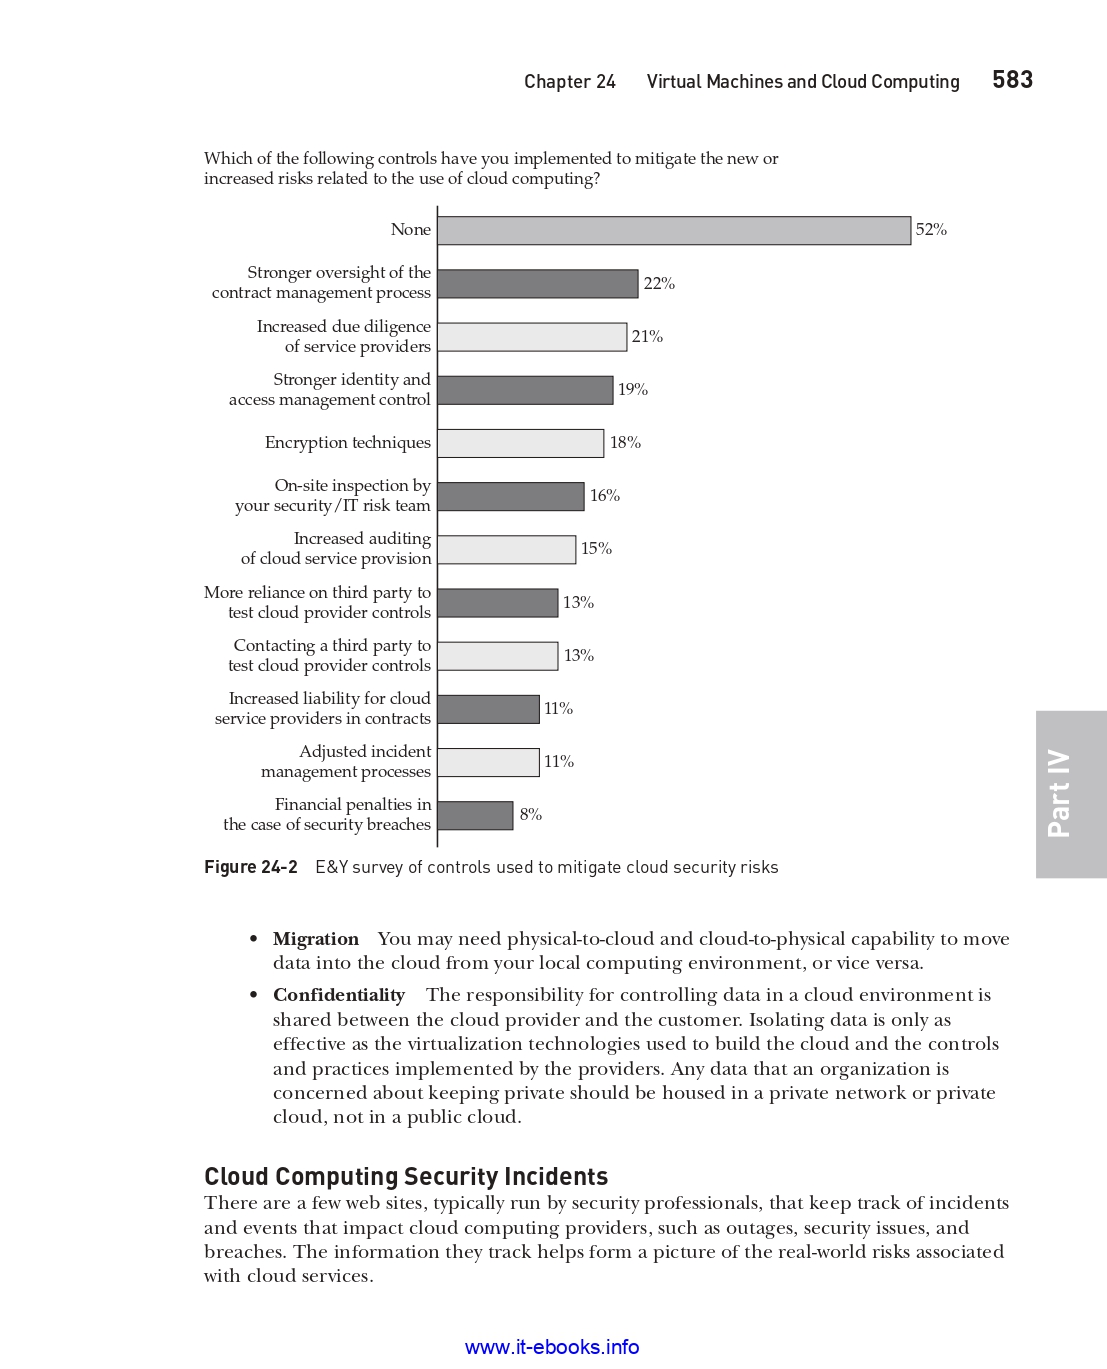 Chapter 24 Virtual Machines and Cloud Computing 583
Which of the following controls have you implemented to mitigate the new or
increased risks related to the use of cloud computing?
None 52%
Stronger oversight of the
contract management process 22%
Increased due diligence
of service providers 21%
Stronger identity and
access management control 19%
Encryption techniques 18%
On-site inspection by
your security/IT risk team 16%
Increased auditing
of cloud service provision 15%
More reliance on third party to
test cloud provider controls 13%
Contacting a third party to
test cloud provider controls 13%
Increased liability for cloud
service providers in contracts 11%
Adjusted incident
management processes 11%
Financial penalties in
the case of security breaches 8%
Part IV
Figure 24-2 E&Y survey of controls used to mitigate cloud security risks
• Migration You may need physical-to-cloud and cloud-to-physical capability to move
data into the cloud from your local computing environment, or vice versa.
• Confidentiality The responsibility for controlling data in a cloud environment is
shared between the cloud provider and the customer. Isolating data is only as
effective as the virtualization technologies used to build the cloud and the controls
and practices implemented by the providers. Any data that an organization is
concerned about keeping private should be housed in a private network or private
cloud, not in a public cloud.
Cloud Computing Security Incidents
There are a few web sites, typically run by security professionals, that keep track of incidents
and events that impact cloud computing providers, such as outages, security issues, and
breaches. The information they track helps form a picture of the real-world risks associated
with cloud services.
www.it-ebooks.info